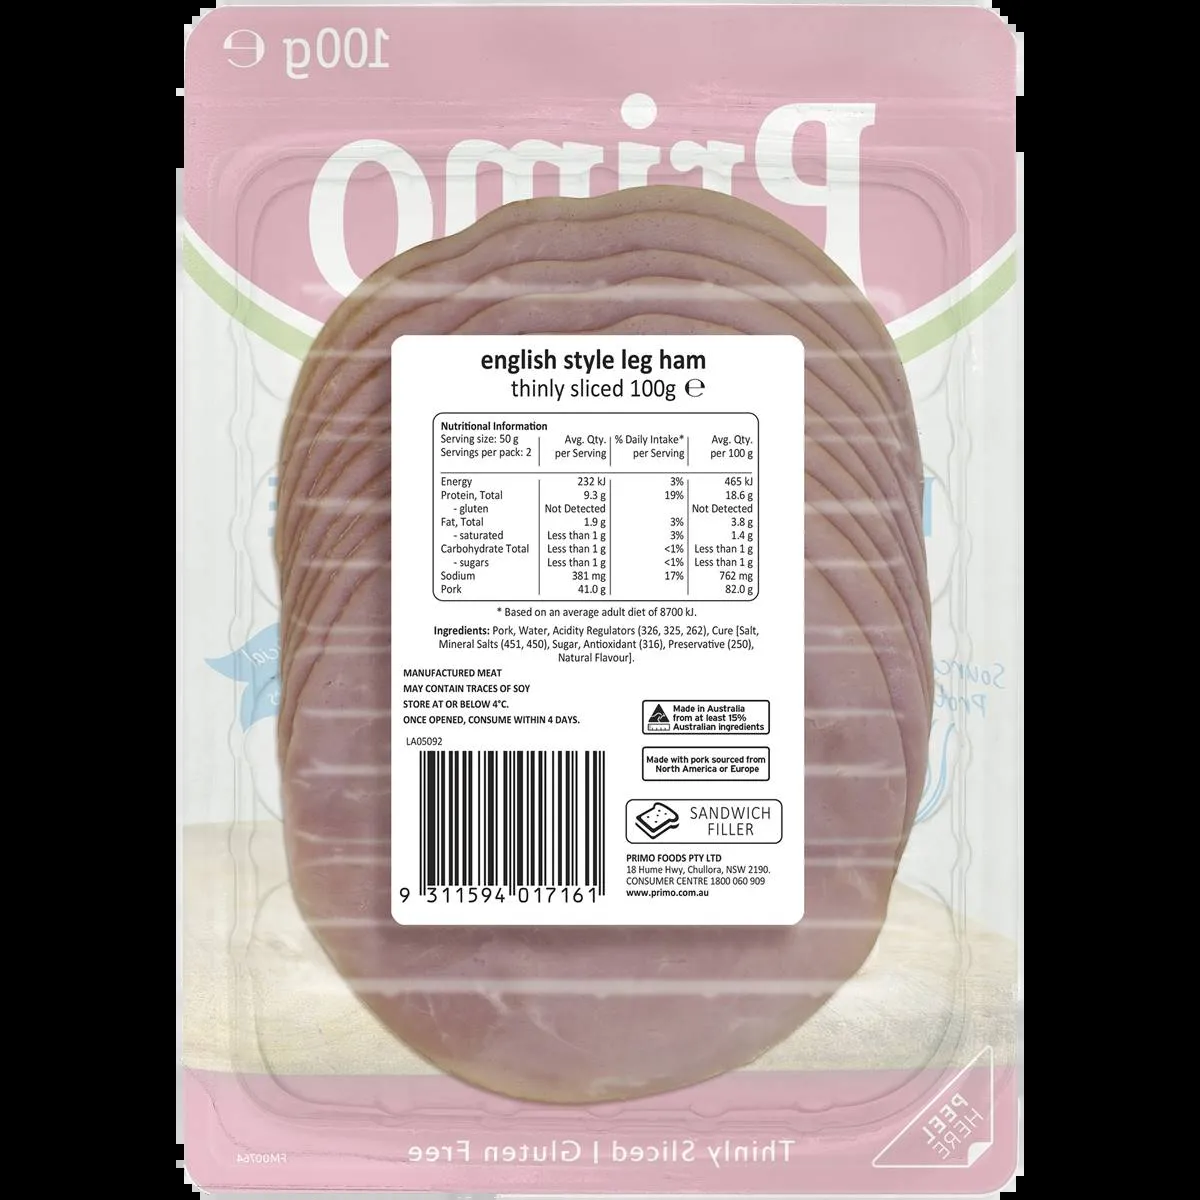 100g ℮
Primo
english style leg ham
thinly sliced 100g ℮
Nutritional Information
Serving size: 50 g
Servings per pack: 2
Avg. Qty. per Serving | % Daily Intake* per Serving | Avg. Qty. per 100 g
Energy 232 kJ 3% 465 kJ
Protein, Total 9.3 g 19% 18.6 g
- gluten Not Detected Not Detected
Fat, Total 1.9 g 3% 3.8 g
- saturated Less than 1 g 3% 1.4 g
Carbohydrate Total Less than 1 g <1% Less than 1 g
- sugars Less than 1 g <1% Less than 1 g
Sodium 381 mg 17% 762 mg
Pork 41.0 g 82.0 g
* Based on an average adult diet of 8700 kJ.
Ingredients: Pork, Water, Acidity Regulators (326, 325, 262), Cure [Salt,
Mineral Salts (451, 450), Sugar, Antioxidant (316), Preservative (250),
Natural Flavour].
MANUFACTURED MEAT
MAY CONTAIN TRACES OF SOY
STORE AT OR BELOW 4°C.
ONCE OPENED, CONSUME WITHIN 4 DAYS.
LA05092
9 311594 017161
Made in Australia
from at least 15%
Australian ingredients
Made with pork sourced from
North America or Europe
SANDWICH
FILLER
PRIMO FOODS PTY LTD
18 Hume Hwy, Chullora, NSW 2190.
CONSUMER CENTRE 1800 060 909
www.primo.com.au
PEEL
HERE
Thinly Sliced | Gluten Free
FM00764